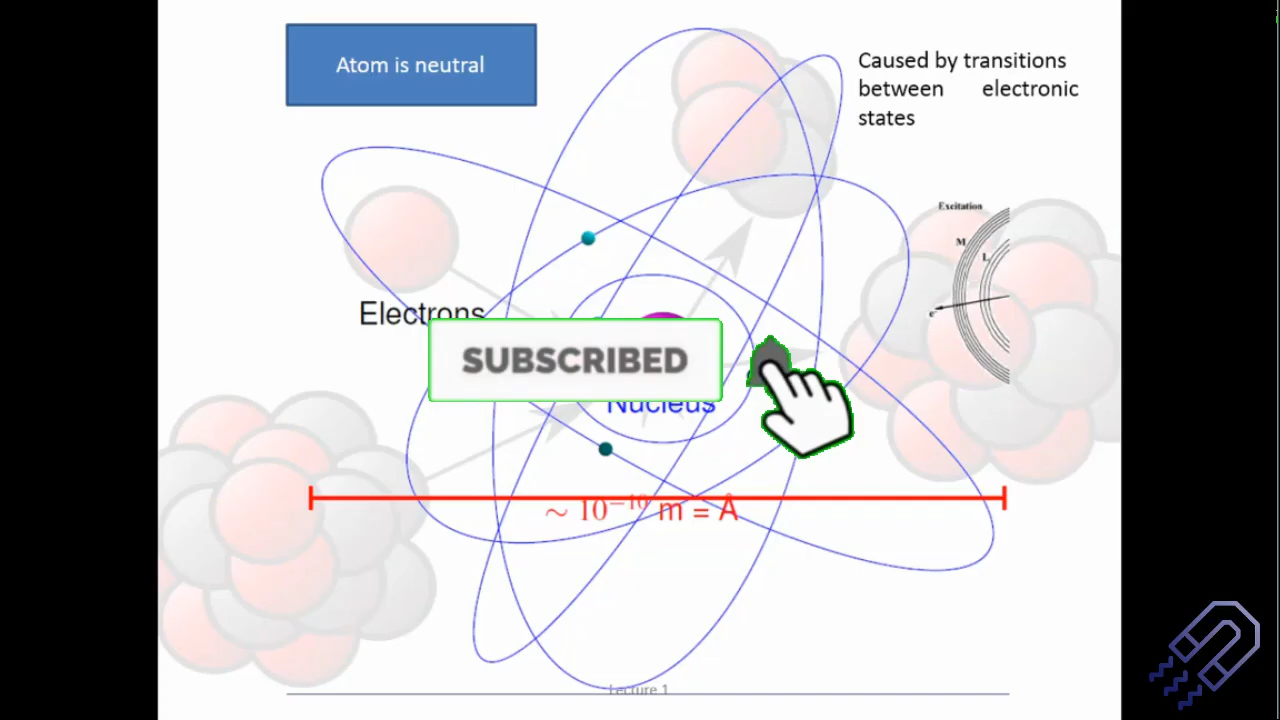 Atom is neutral
Caused by transitions
between electronic
states
Excitation
M
L
e⁻
Electrons
SUBSCRIBED
Nucleus
~ 10⁻¹⁰ m = Å
Lecture 1